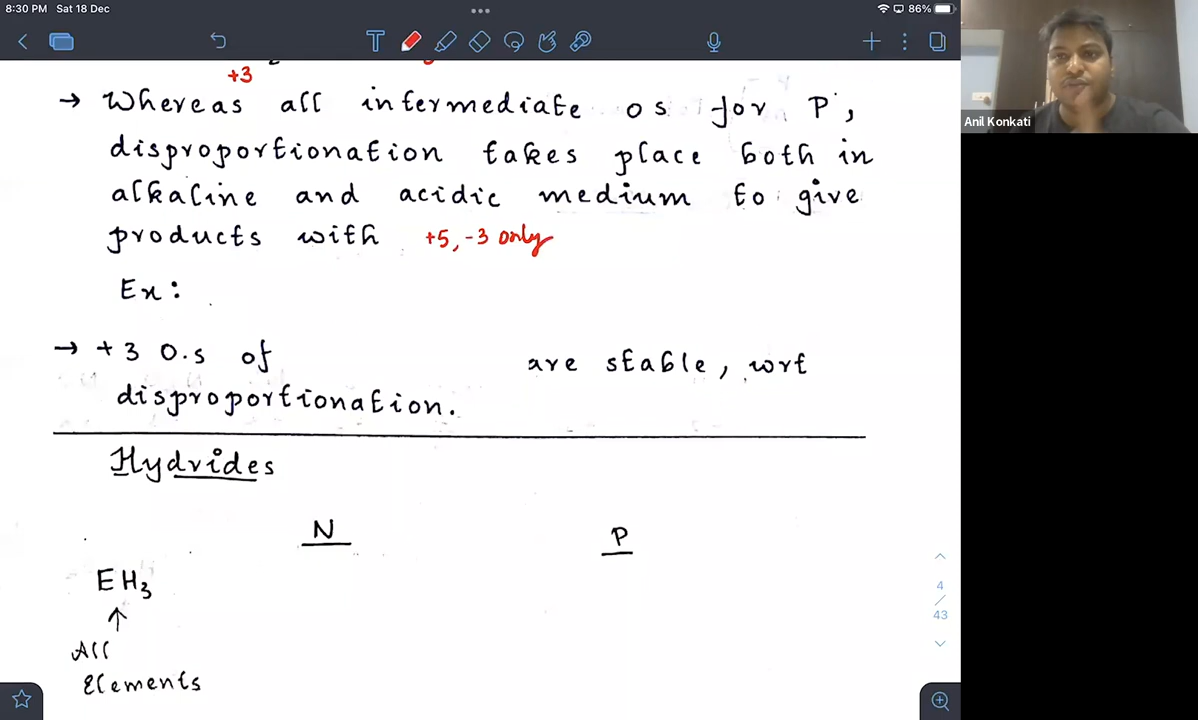 8:30 PM Sat 18 Dec
86%
T
+3
→ Whereas all intermediate os for P,
disproportionation takes place both in
alkaline and acidic medium to give
products with +5, -3 only
Ex:
→ +3 O.s of are stable, wrt
disproportionation.
Hydrides
N P
EH3
↑
All
Elements
4
/
43
Anil Konkati